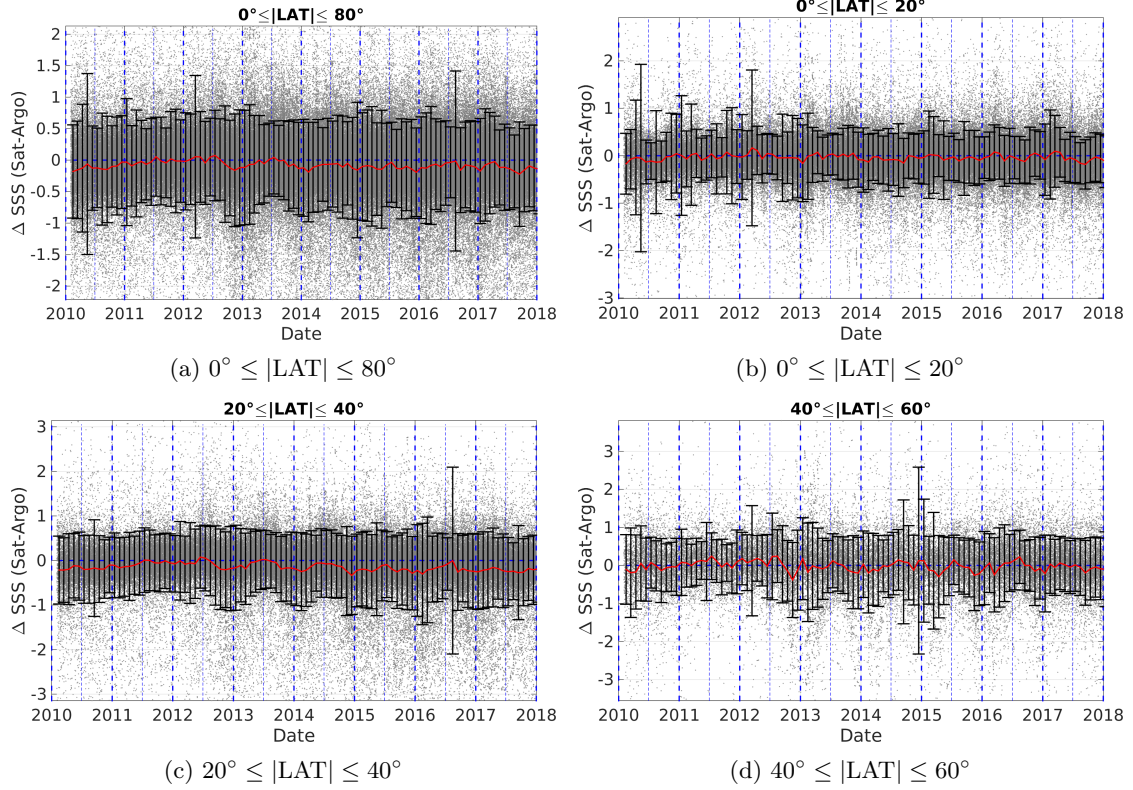 0°≤|LAT|≤ 80°
2
1.5
1
0.5
0
-0.5
-1
-1.5
-2
Δ SSS (Sat-Argo)
2010 2011 2012 2013 2014 2015 2016 2017 2018
Date
(a) 0° ≤ |LAT| ≤ 80°
0°≤|LAT|≤ 20°
2
1
0
-1
-2
-3
Δ SSS (Sat-Argo)
2010 2011 2012 2013 2014 2015 2016 2017 2018
Date
(b) 0° ≤ |LAT| ≤ 20°
20°≤|LAT|≤ 40°
3
2
1
0
-1
-2
-3
Δ SSS (Sat-Argo)
2010 2011 2012 2013 2014 2015 2016 2017 2018
Date
(c) 20° ≤ |LAT| ≤ 40°
40°≤|LAT|≤ 60°
3
2
1
0
-1
-2
-3
Δ SSS (Sat-Argo)
2010 2011 2012 2013 2014 2015 2016 2017 2018
Date
(d) 40° ≤ |LAT| ≤ 60°